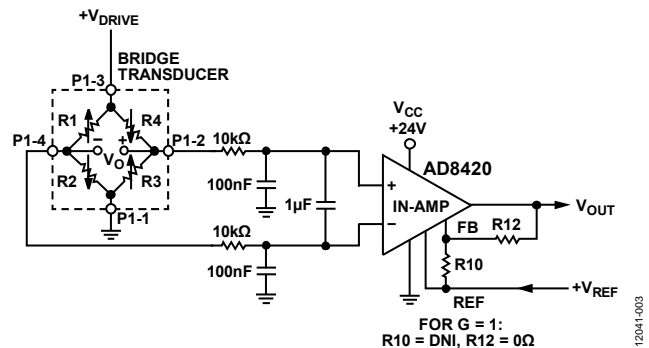 +VDRIVE
BRIDGE
TRANSDUCER
P1-3
R1
R4
P1-4
−
+
VO
P1-2
R2
R3
P1-1
10kΩ
100nF
1µF
10kΩ
100nF
VCC
+24V
AD8420
+
IN-AMP
−
FB
R12
VOUT
R10
REF
+VREF
FOR G = 1:
R10 = DNI, R12 = 0Ω
12041-003